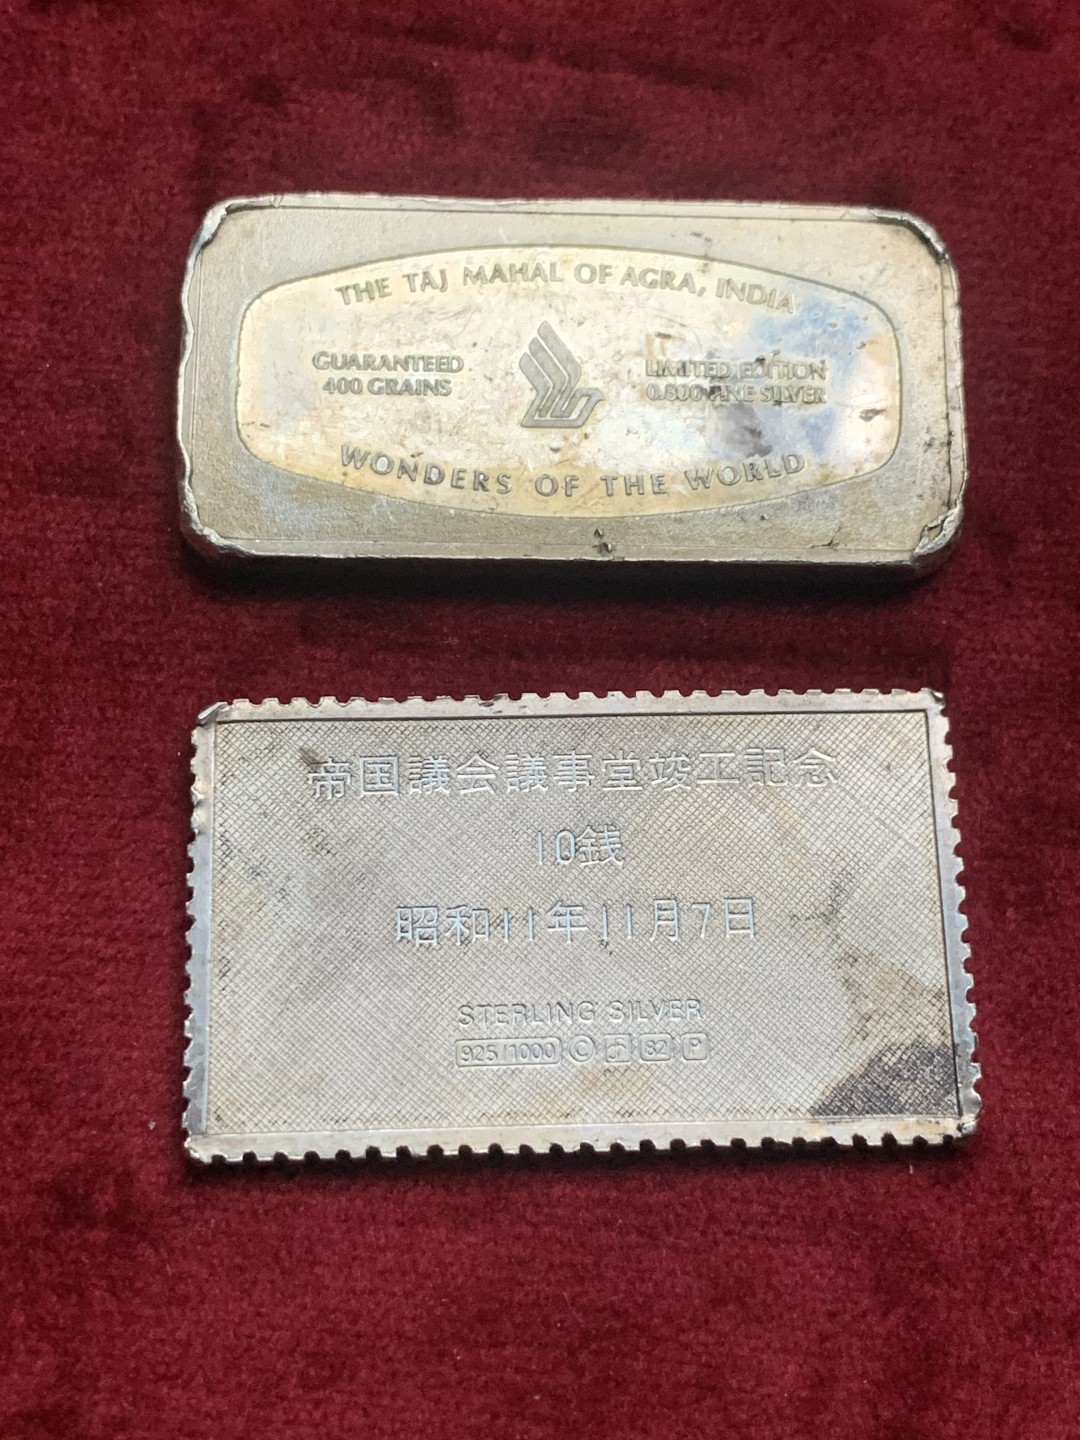 THE TAJ MAHAL OF AGRA, INDIA
GUARANTEED
400 GRAINS
LIMITED EDITION
0.800 FINE SILVER
WONDERS OF THE WORLD
帝国議会議事堂竣工記念
10銭
昭和11年11月7日
STERLING SILVER
925/1000 © 82 P